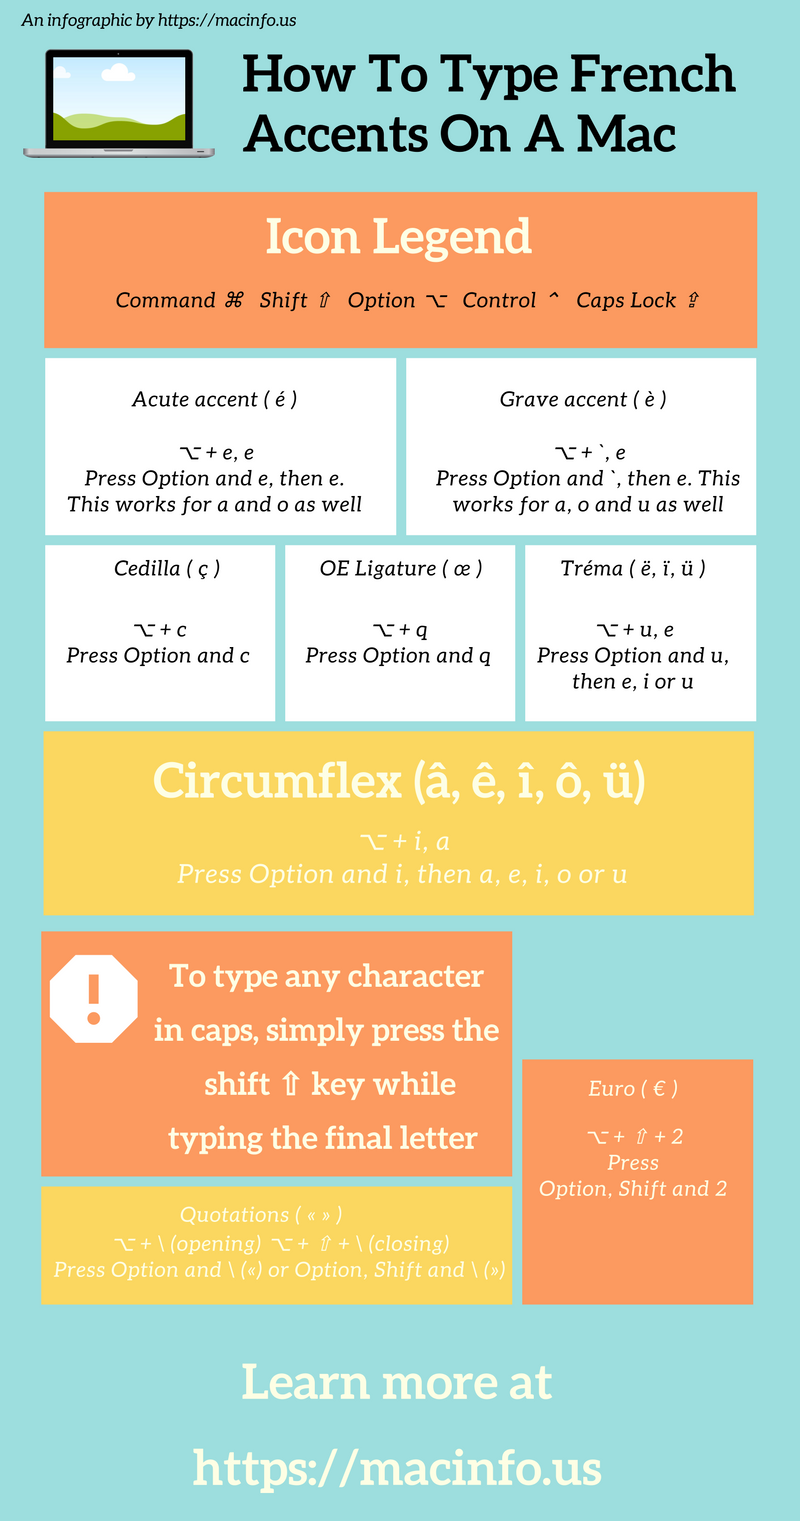 An infographic by https://macinfo.us
How To Type French
Accents On A Mac
Icon Legend
Command ⌘ Shift ⇧ Option ⌥ Control ⌃ Caps Lock ⇪
Acute accent ( é )
⌥ + e, e
Press Option and e, then e.
This works for a and o as well
Grave accent ( è )
⌥ + `, e
Press Option and `, then e. This
works for a, o and u as well
Cedilla ( ç )
⌥ + c
Press Option and c
OE Ligature ( œ )
⌥ + q
Press Option and q
Tréma ( ë, ï, ü )
⌥ + u, e
Press Option and u,
then e, i or u
Circumflex (â, ê, î, ô, ü)
⌥ + i, a
Press Option and i, then a, e, i, o or u
To type any character
in caps, simply press the
shift ⇧ key while
typing the final letter
Euro ( € )
⌥ + ⇧ + 2
Press
Option, Shift and 2
Quotations ( « » )
⌥ + \ (opening) ⌥ + ⇧ + \ (closing)
Press Option and \ («) or Option, Shift and \ (»)
Learn more at
https://macinfo.us